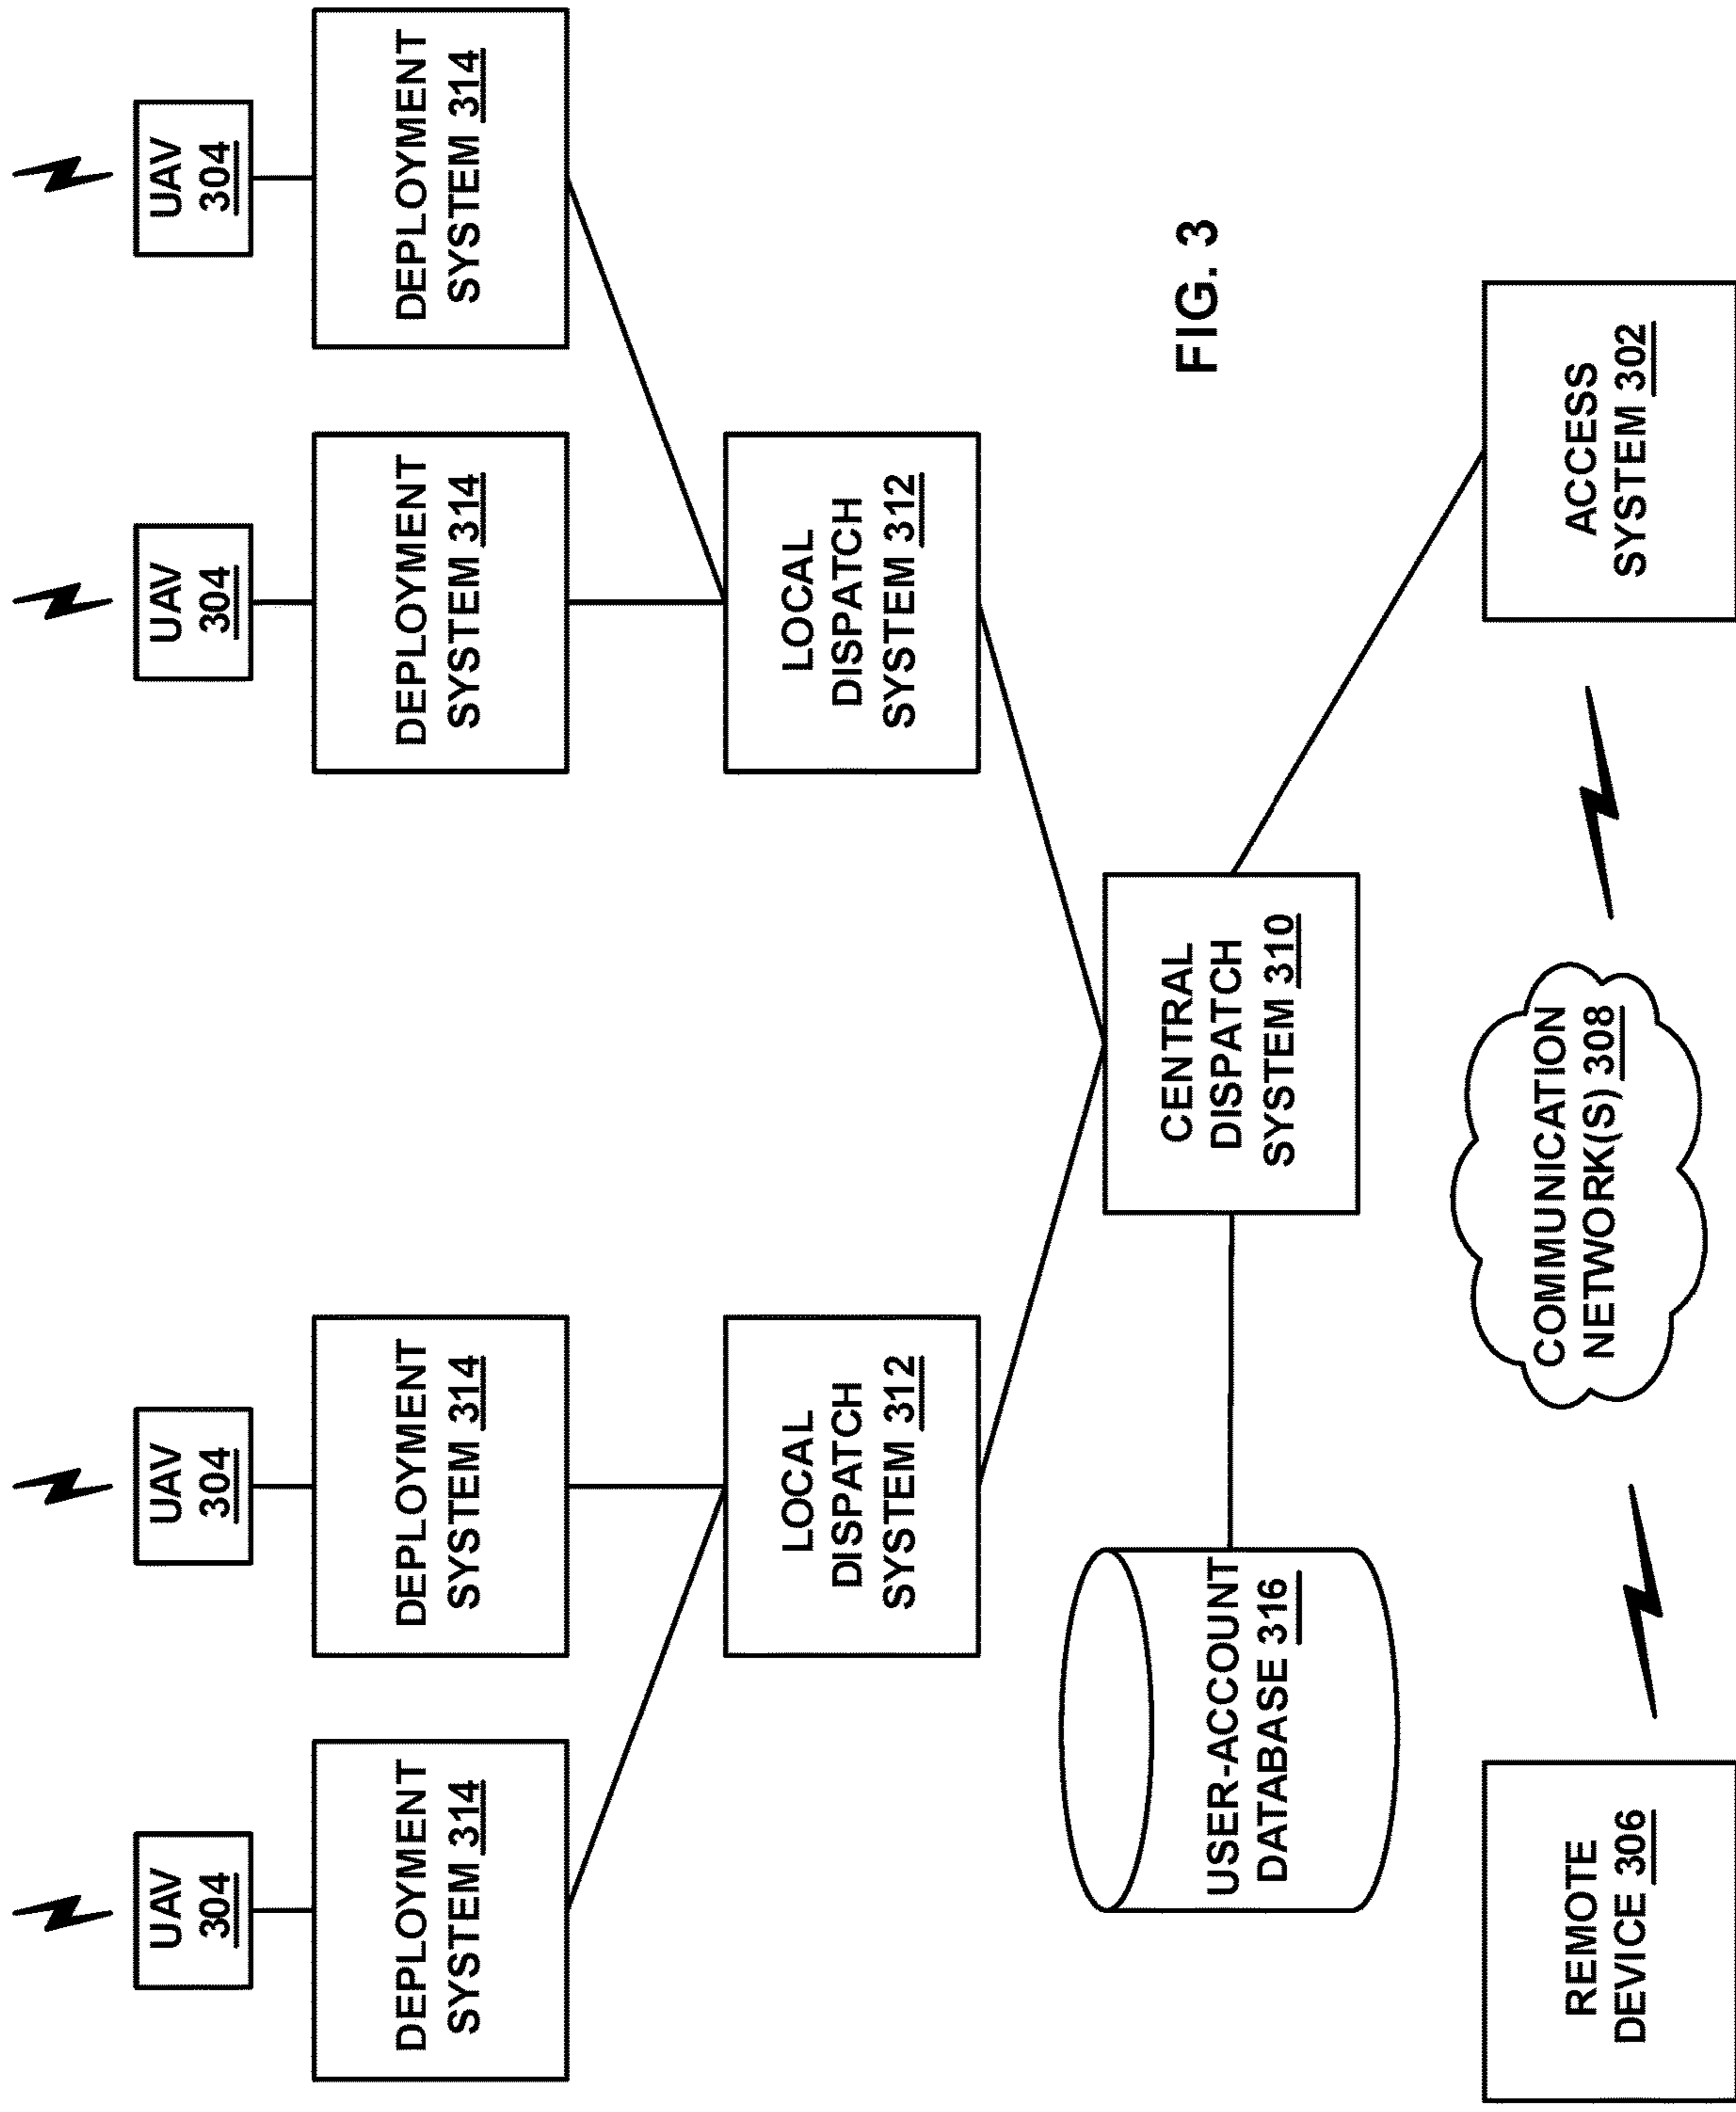 UAV
304
UAV
304
UAV
304
UAV
304
DEPLOYMENT
SYSTEM 314
DEPLOYMENT
SYSTEM 314
DEPLOYMENT
SYSTEM 314
DEPLOYMENT
SYSTEM 314
LOCAL
DISPATCH
SYSTEM 312
LOCAL
DISPATCH
SYSTEM 312
USER-ACCOUNT
DATABASE 316
CENTRAL
DISPATCH
SYSTEM 310
FIG. 3
REMOTE
DEVICE 306
COMMUNICATION
NETWORK(S) 308
ACCESS
SYSTEM 302